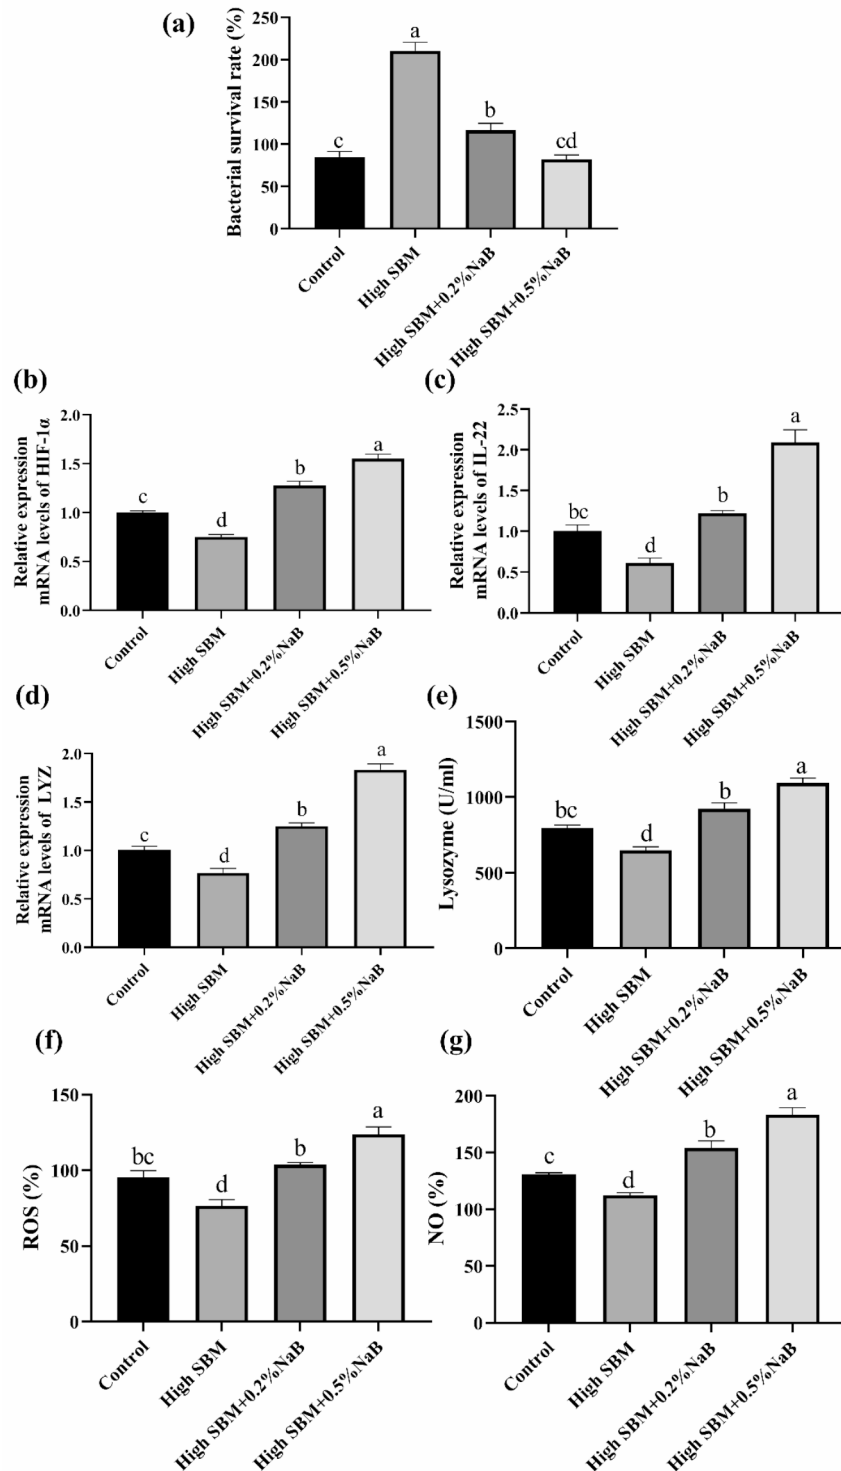 (a)
Bacterial survival rate (%)
250
200
150
100
50
0
c
a
b
cd
Control
High SBM
High SBM+0.2%NaB
High SBM+0.5%NaB
(b)
Relative expression
mRNA levels of HIF-1α
2.0
1.5
1.0
0.5
0.0
c
d
b
a
Control
High SBM
High SBM+0.2%NaB
High SBM+0.5%NaB
(c)
Relative expression
mRNA levels of IL-22
2.5
2.0
1.5
1.0
0.5
0.0
bc
d
b
a
Control
High SBM
High SBM+0.2%NaB
High SBM+0.5%NaB
(d)
Relative expression
mRNA levels of LYZ
2.0
1.5
1.0
0.5
0.0
c
d
b
a
Control
High SBM
High SBM+0.2%NaB
High SBM+0.5%NaB
(e)
Lysozyme (U/ml)
1500
1000
500
0
bc
d
b
a
Control
High SBM
High SBM+0.2%NaB
High SBM+0.5%NaB
(f)
ROS (%)
150
100
50
0
bc
d
b
a
Control
High SBM
High SBM+0.2%NaB
High SBM+0.5%NaB
(g)
NO (%)
200
150
100
50
0
c
d
b
a
Control
High SBM
High SBM+0.2%NaB
High SBM+0.5%NaB